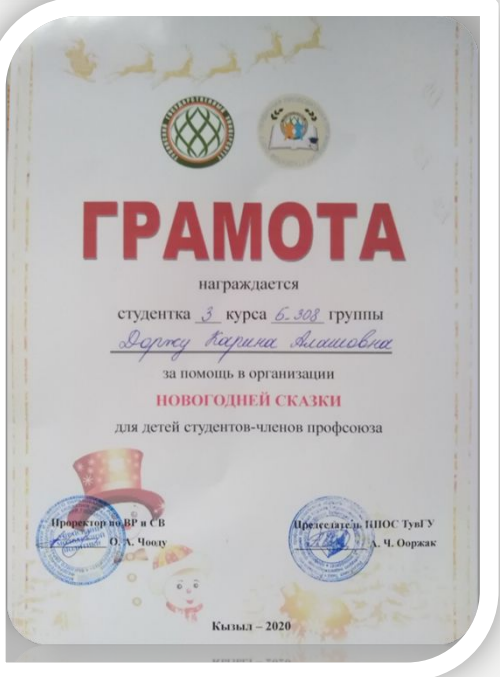 ГРАМОТА
награждается
студентка 3 курса Б-308 группы
Доржу Карина Алашовна
за помощь в организации
НОВОГОДНЕЙ СКАЗКИ
для детей студентов-членов профсоюза
Проректор по ВР и СВ
О. А. Чооду
Председатель ППОС ТувГУ
А. Ч. Ооржак
Кызыл – 2020